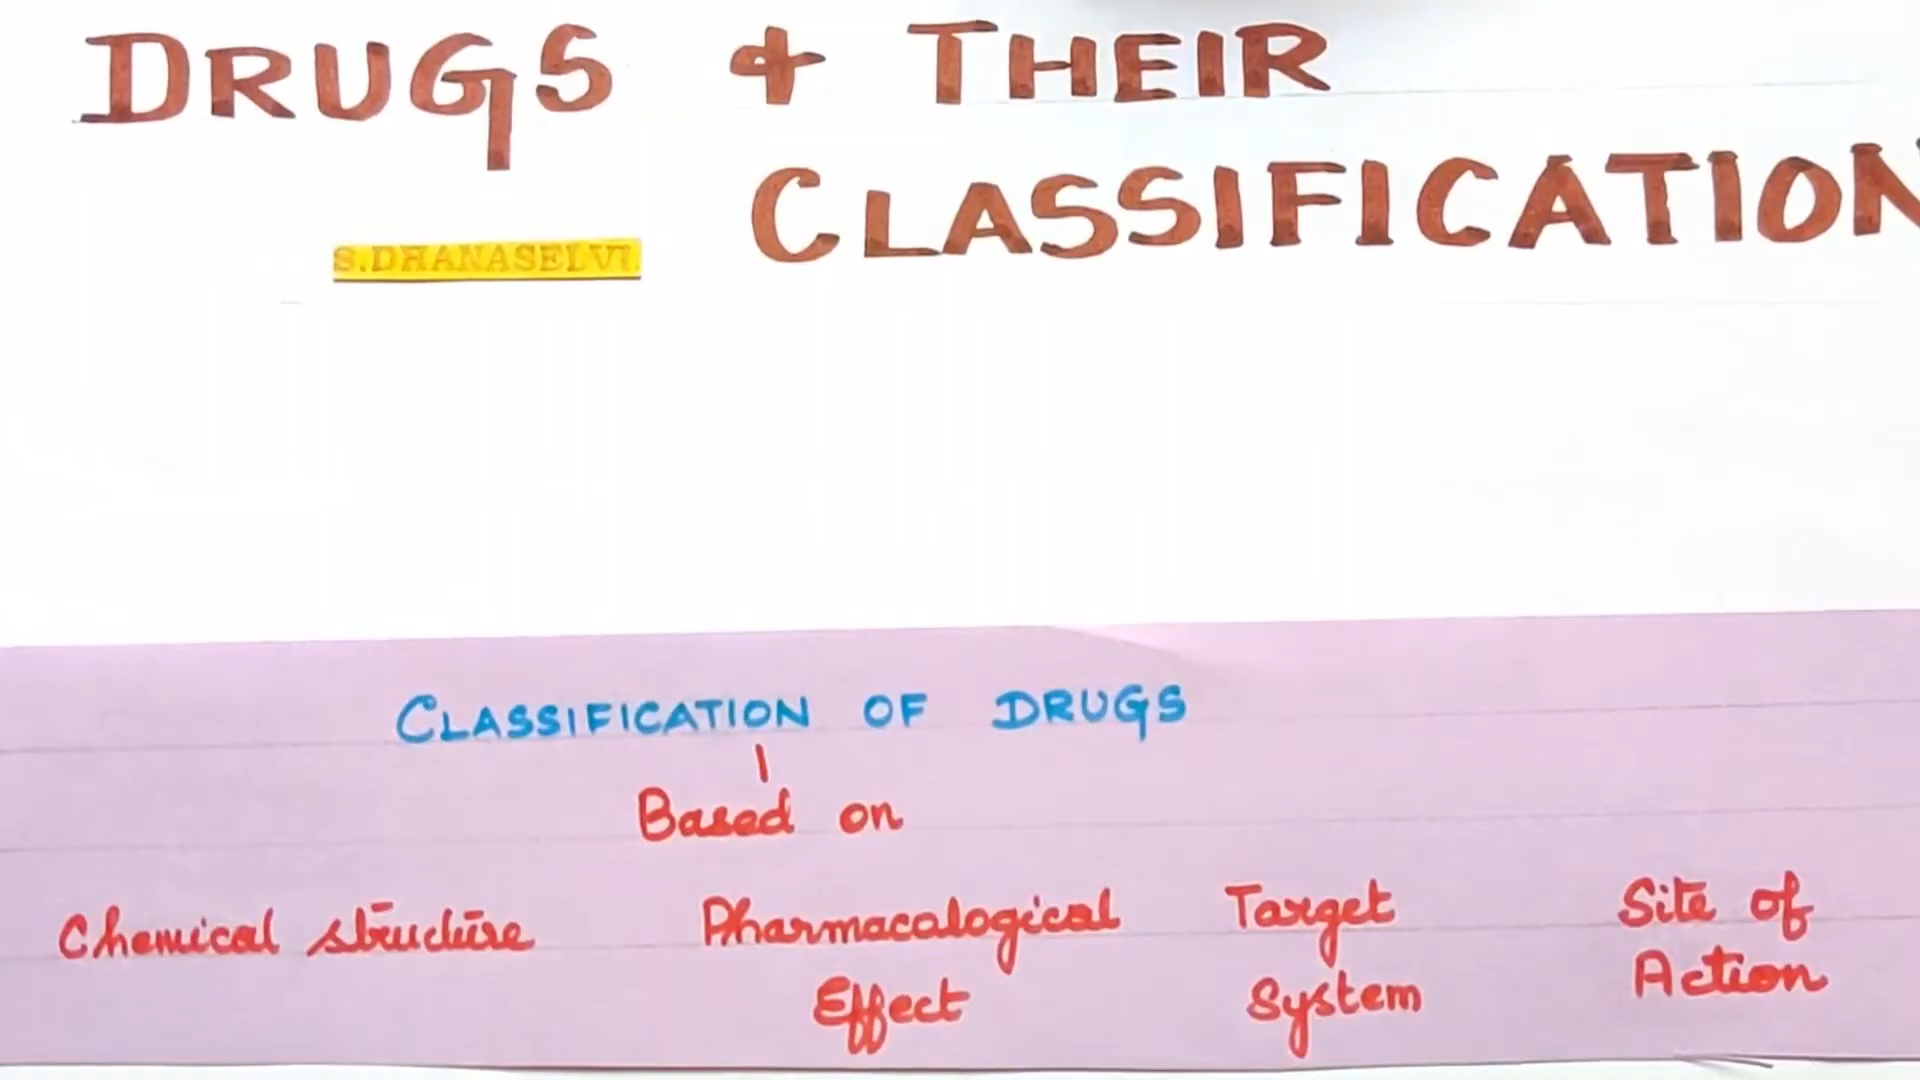 DRUGS & THEIR
CLASSIFICATION
S.DHANASELVI.
CLASSIFICATION OF DRUGS
Based on
Chemical structure
Pharmacological
Effect
Target
System
Site of
Action